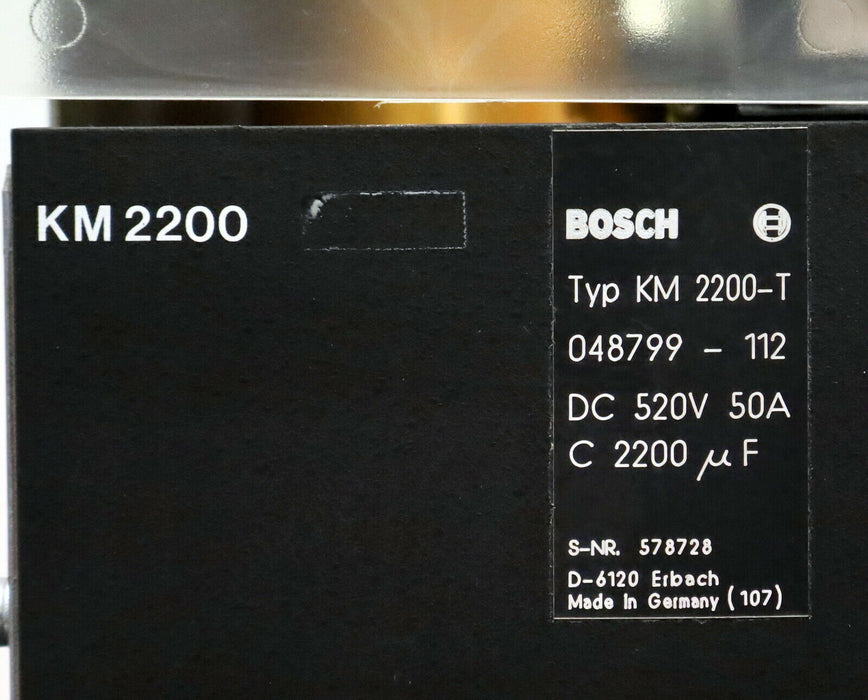 KM 2200
BOSCH
Typ KM 2200-T
048799 - 112
DC 520V 50A
C 2200 μF
S-NR. 578728
D-6120 Erbach
Made in Germany (107)